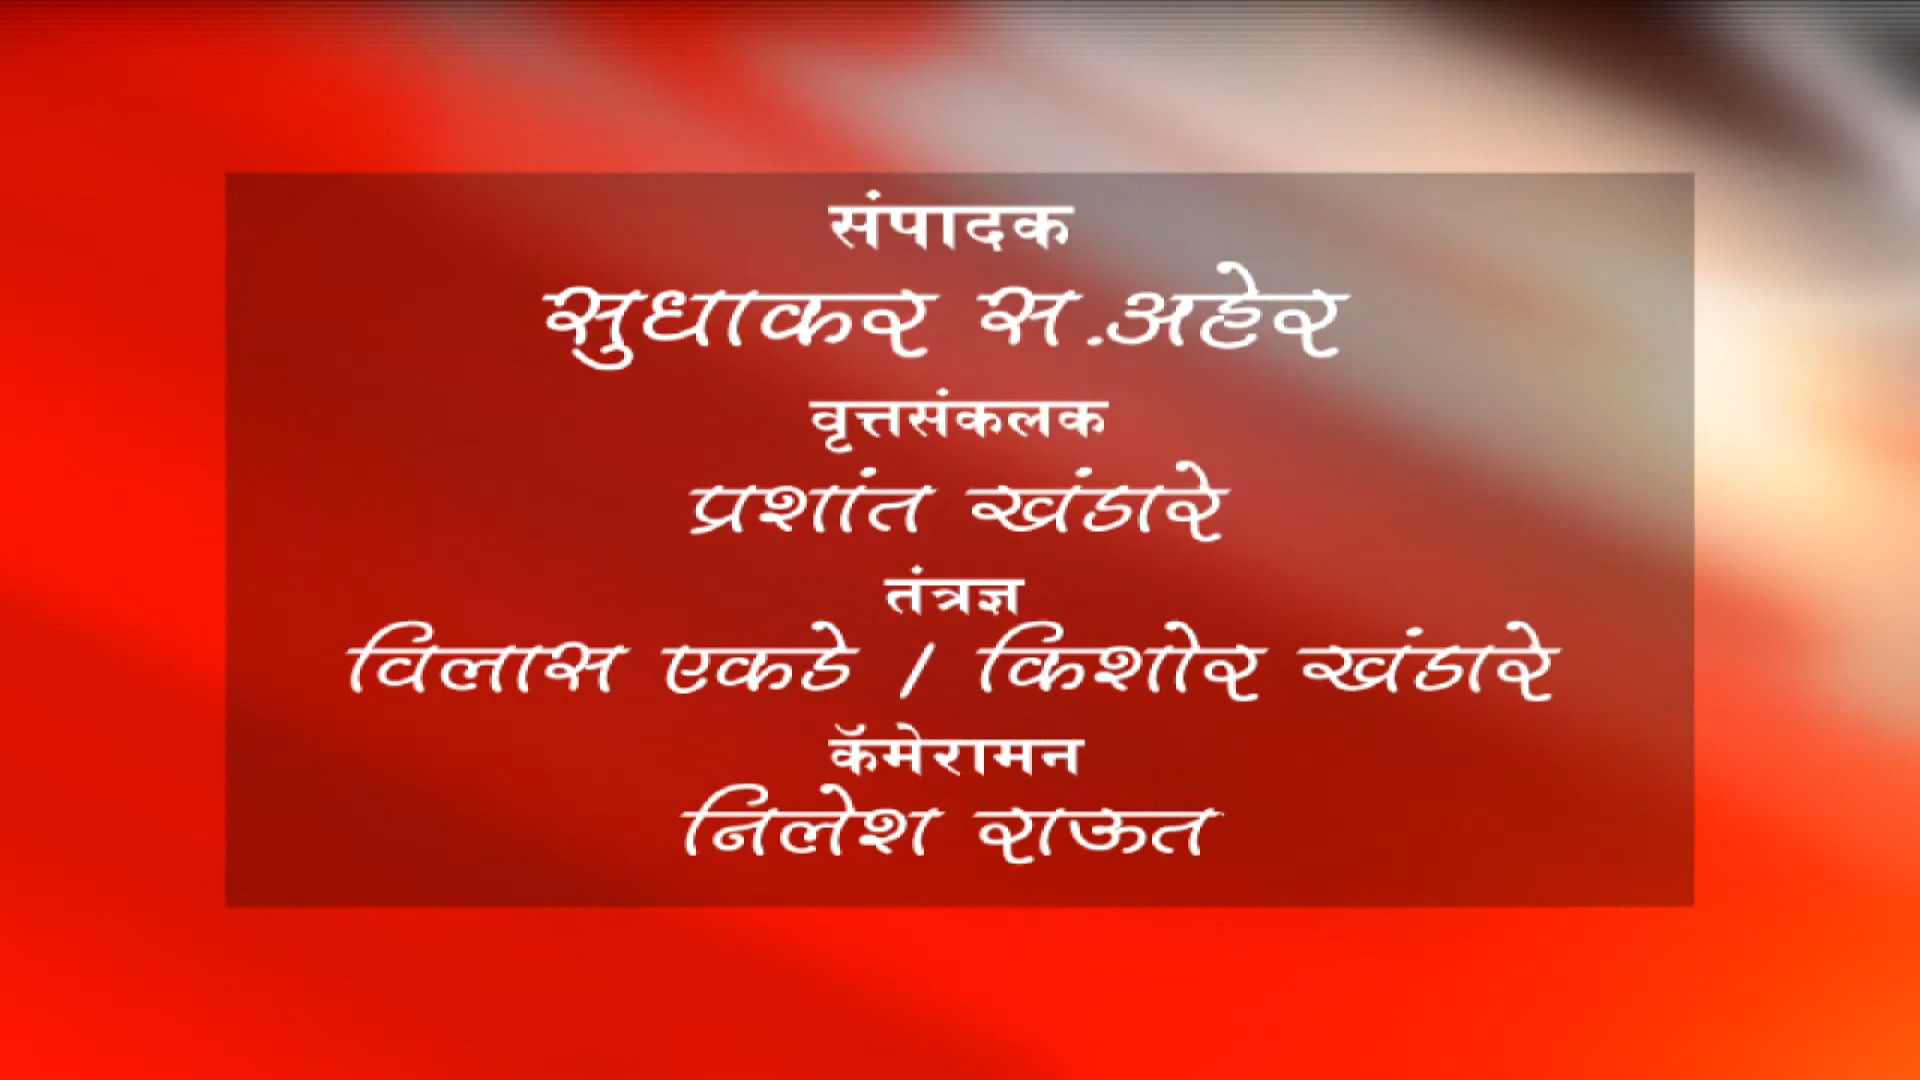 संपादक
सुधाकर स.अहेर
वृत्तसंकलक
प्रशांत खंडारे
तंत्रज्ञ
विलास एकडे / किशोर खंडारे
कॅमेरामन
निलेश राऊत